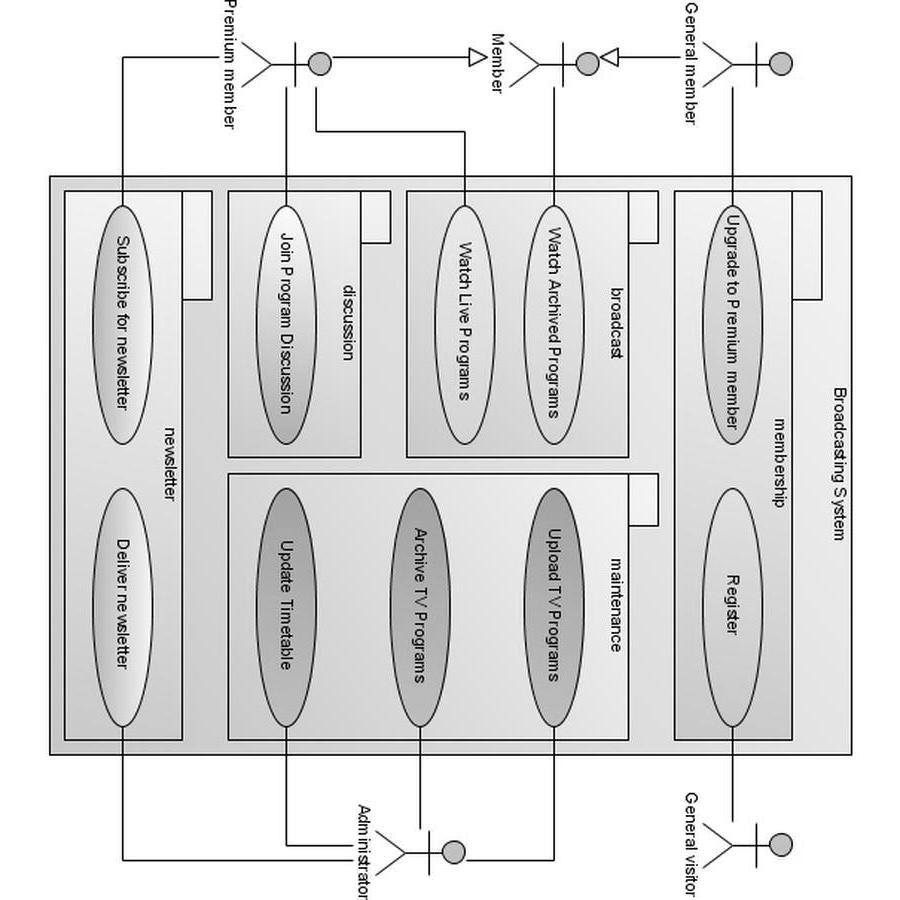 Broadcasting System
membership
General member
Upgrade to Premium member
Register
General visitor
broadcast
Member
Watch Archived Programs
Watch Live Programs
maintenance
Upload TV Programs
Archive TV Programs
Update Timetable
Administrator
discussion
Join Program Discussion
Premium member
newsletter
Subscribe for newsletter
Deliver newsletter